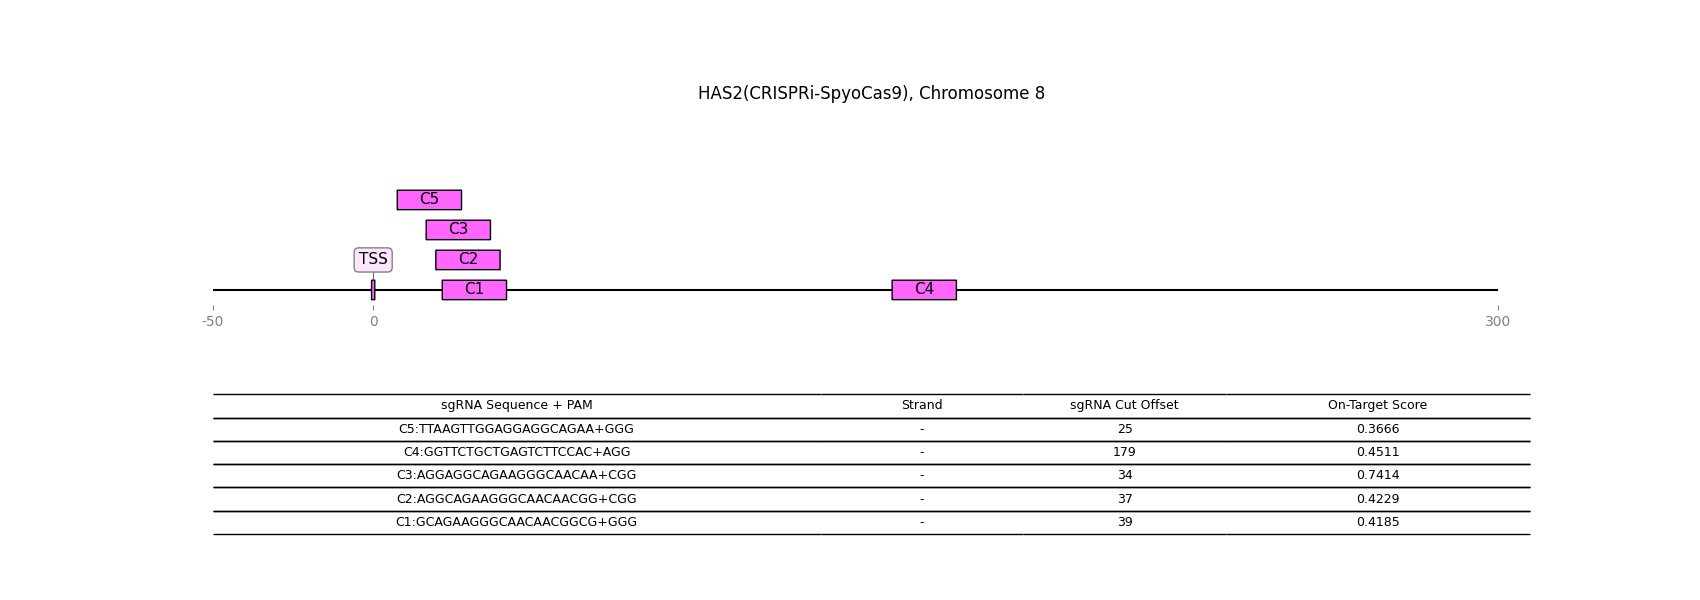 HAS2(CRISPRi-SpyoCas9), Chromosome 8
C5
C3
TSS C2
C1 C4
-50 0 300
sgRNA Sequence + PAM Strand sgRNA Cut Offset On-Target Score
C5:TTAAGTTGGAGGAGGCAGAA+GGG - 25 0.3666
C4:GGTTCTGCTGAGTCTTCCAC+AGG - 179 0.4511
C3:AGGAGGCAGAAGGGCAACAA+CGG - 34 0.7414
C2:AGGCAGAAGGGCAACAACGG+CGG - 37 0.4229
C1:GCAGAAGGGCAACAACGGCG+GGG - 39 0.4185